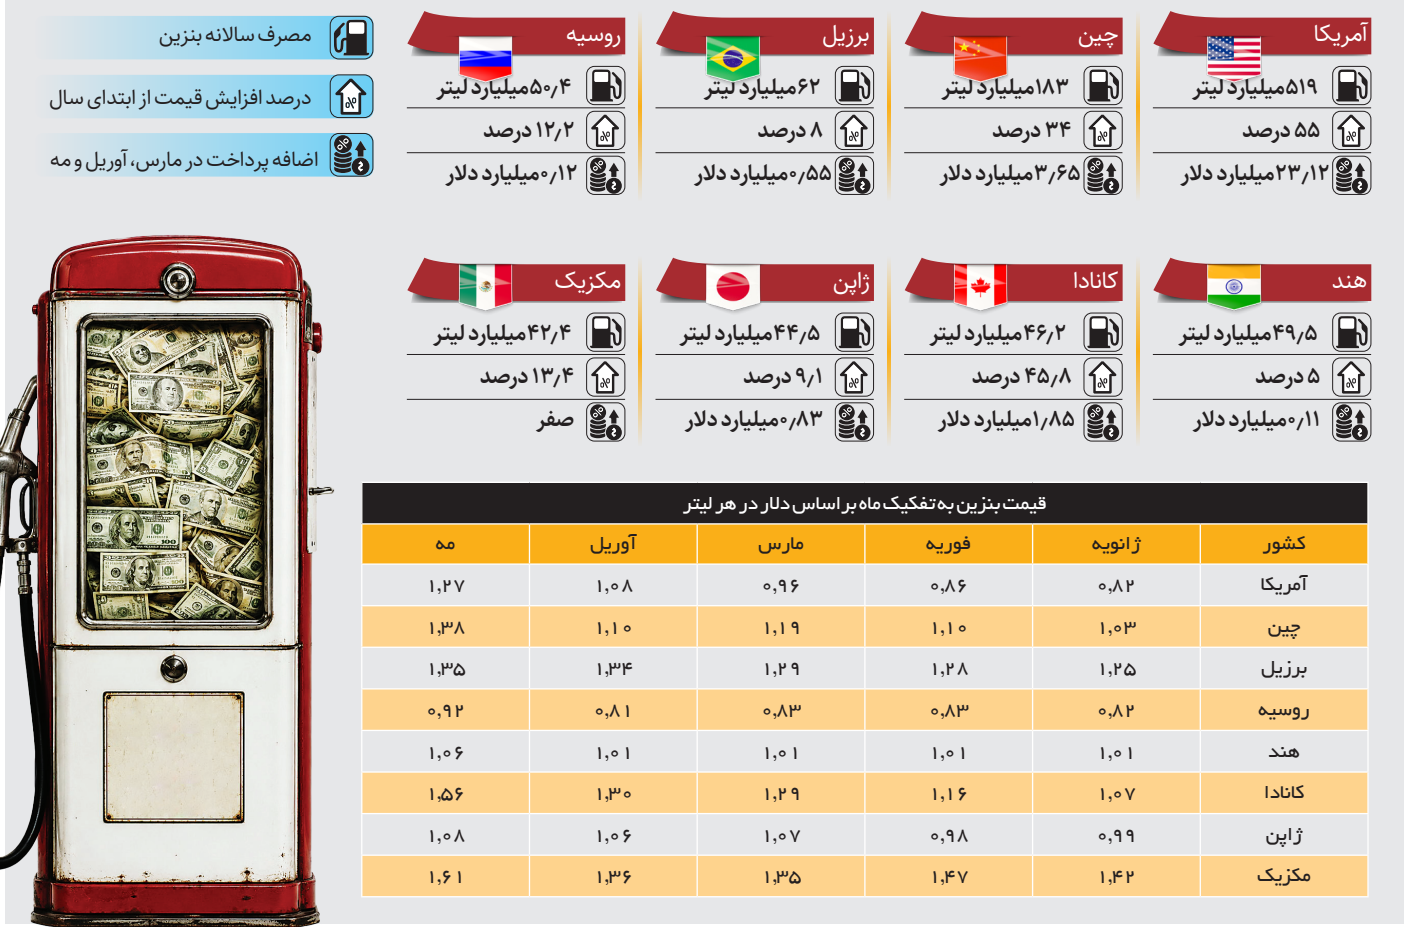 مصرف سالانه بنزین
درصد افزایش قیمت از ابتدای سال
اضافه پرداخت در مارس، آوریل و مه
آمریکا
۵۱۹میلیارد لیتر
۵۵ درصد
۲۳٫۱۲میلیارد دلار
چین
۱۸۳میلیارد لیتر
۳۴ درصد
۳٫۶۵میلیارد دلار
برزیل
۶۲میلیارد لیتر
۸ درصد
۰٫۵۵میلیارد دلار
روسیه
۵۰٫۴میلیارد لیتر
۱۲٫۲ درصد
۰٫۱۲میلیارد دلار
هند
۴۹٫۵میلیارد لیتر
۵ درصد
۰٫۱۱میلیارد دلار
کانادا
۴۶٫۲میلیارد لیتر
۴۵٫۸ درصد
۱٫۸۵میلیارد دلار
ژاپن
۴۴٫۵میلیارد لیتر
۹٫۱ درصد
۰٫۸۳میلیارد دلار
مکزیک
۴۲٫۴میلیارد لیتر
۱۳٫۴ درصد
صفر
قیمت بنزین به تفکیک ماه بر اساس دلار در هر لیتر
کشور ژانویه فوریه مارس آوریل مه
آمریکا ۰,۸۲ ۰,۸۶ ۰,۹۶ ۱,۰۸ ۱,۲۷
چین ۱,۰۳ ۱,۱۰ ۱,۱۹ ۱,۱۰ ۱,۳۸
برزیل ۱,۲۵ ۱,۲۸ ۱,۲۹ ۱,۳۴ ۱,۳۵
روسیه ۰,۸۲ ۰,۸۳ ۰,۸۳ ۰,۸۱ ۰,۹۲
هند ۱,۰۱ ۱,۰۱ ۱,۰۱ ۱,۰۱ ۱,۰۶
کانادا ۱,۰۷ ۱,۱۶ ۱,۲۹ ۱,۳۰ ۱,۵۶
ژاپن ۰,۹۹ ۰,۹۸ ۱,۰۷ ۱,۰۶ ۱,۰۸
مکزیک ۱,۴۲ ۱,۴۷ ۱,۳۵ ۱,۳۶ ۱,۶۱